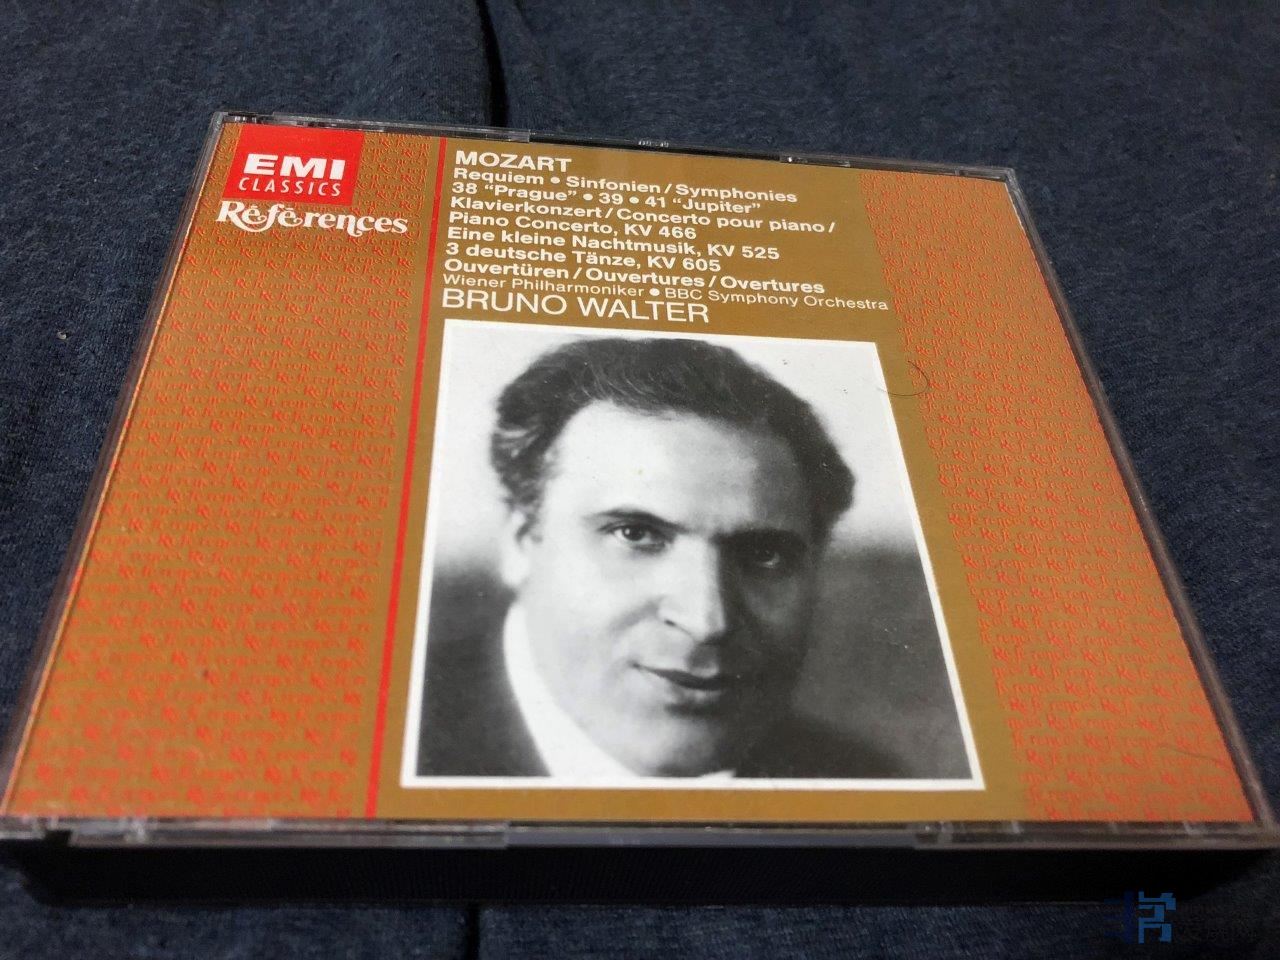 EMI
CLASSICS
Références
MOZART
Requiem • Sinfonien/Symphonies
38 “Prague” • 39 • 41 “Jupiter”
Klavierkonzert/Concerto pour piano/
Piano Concerto, KV 466
Eine kleine Nachtmusik, KV 525
3 deutsche Tänze, KV 605
Ouvertüren/Ouvertures/Overtures
Wiener Philharmoniker • BBC Symphony Orchestra
BRUNO WALTER